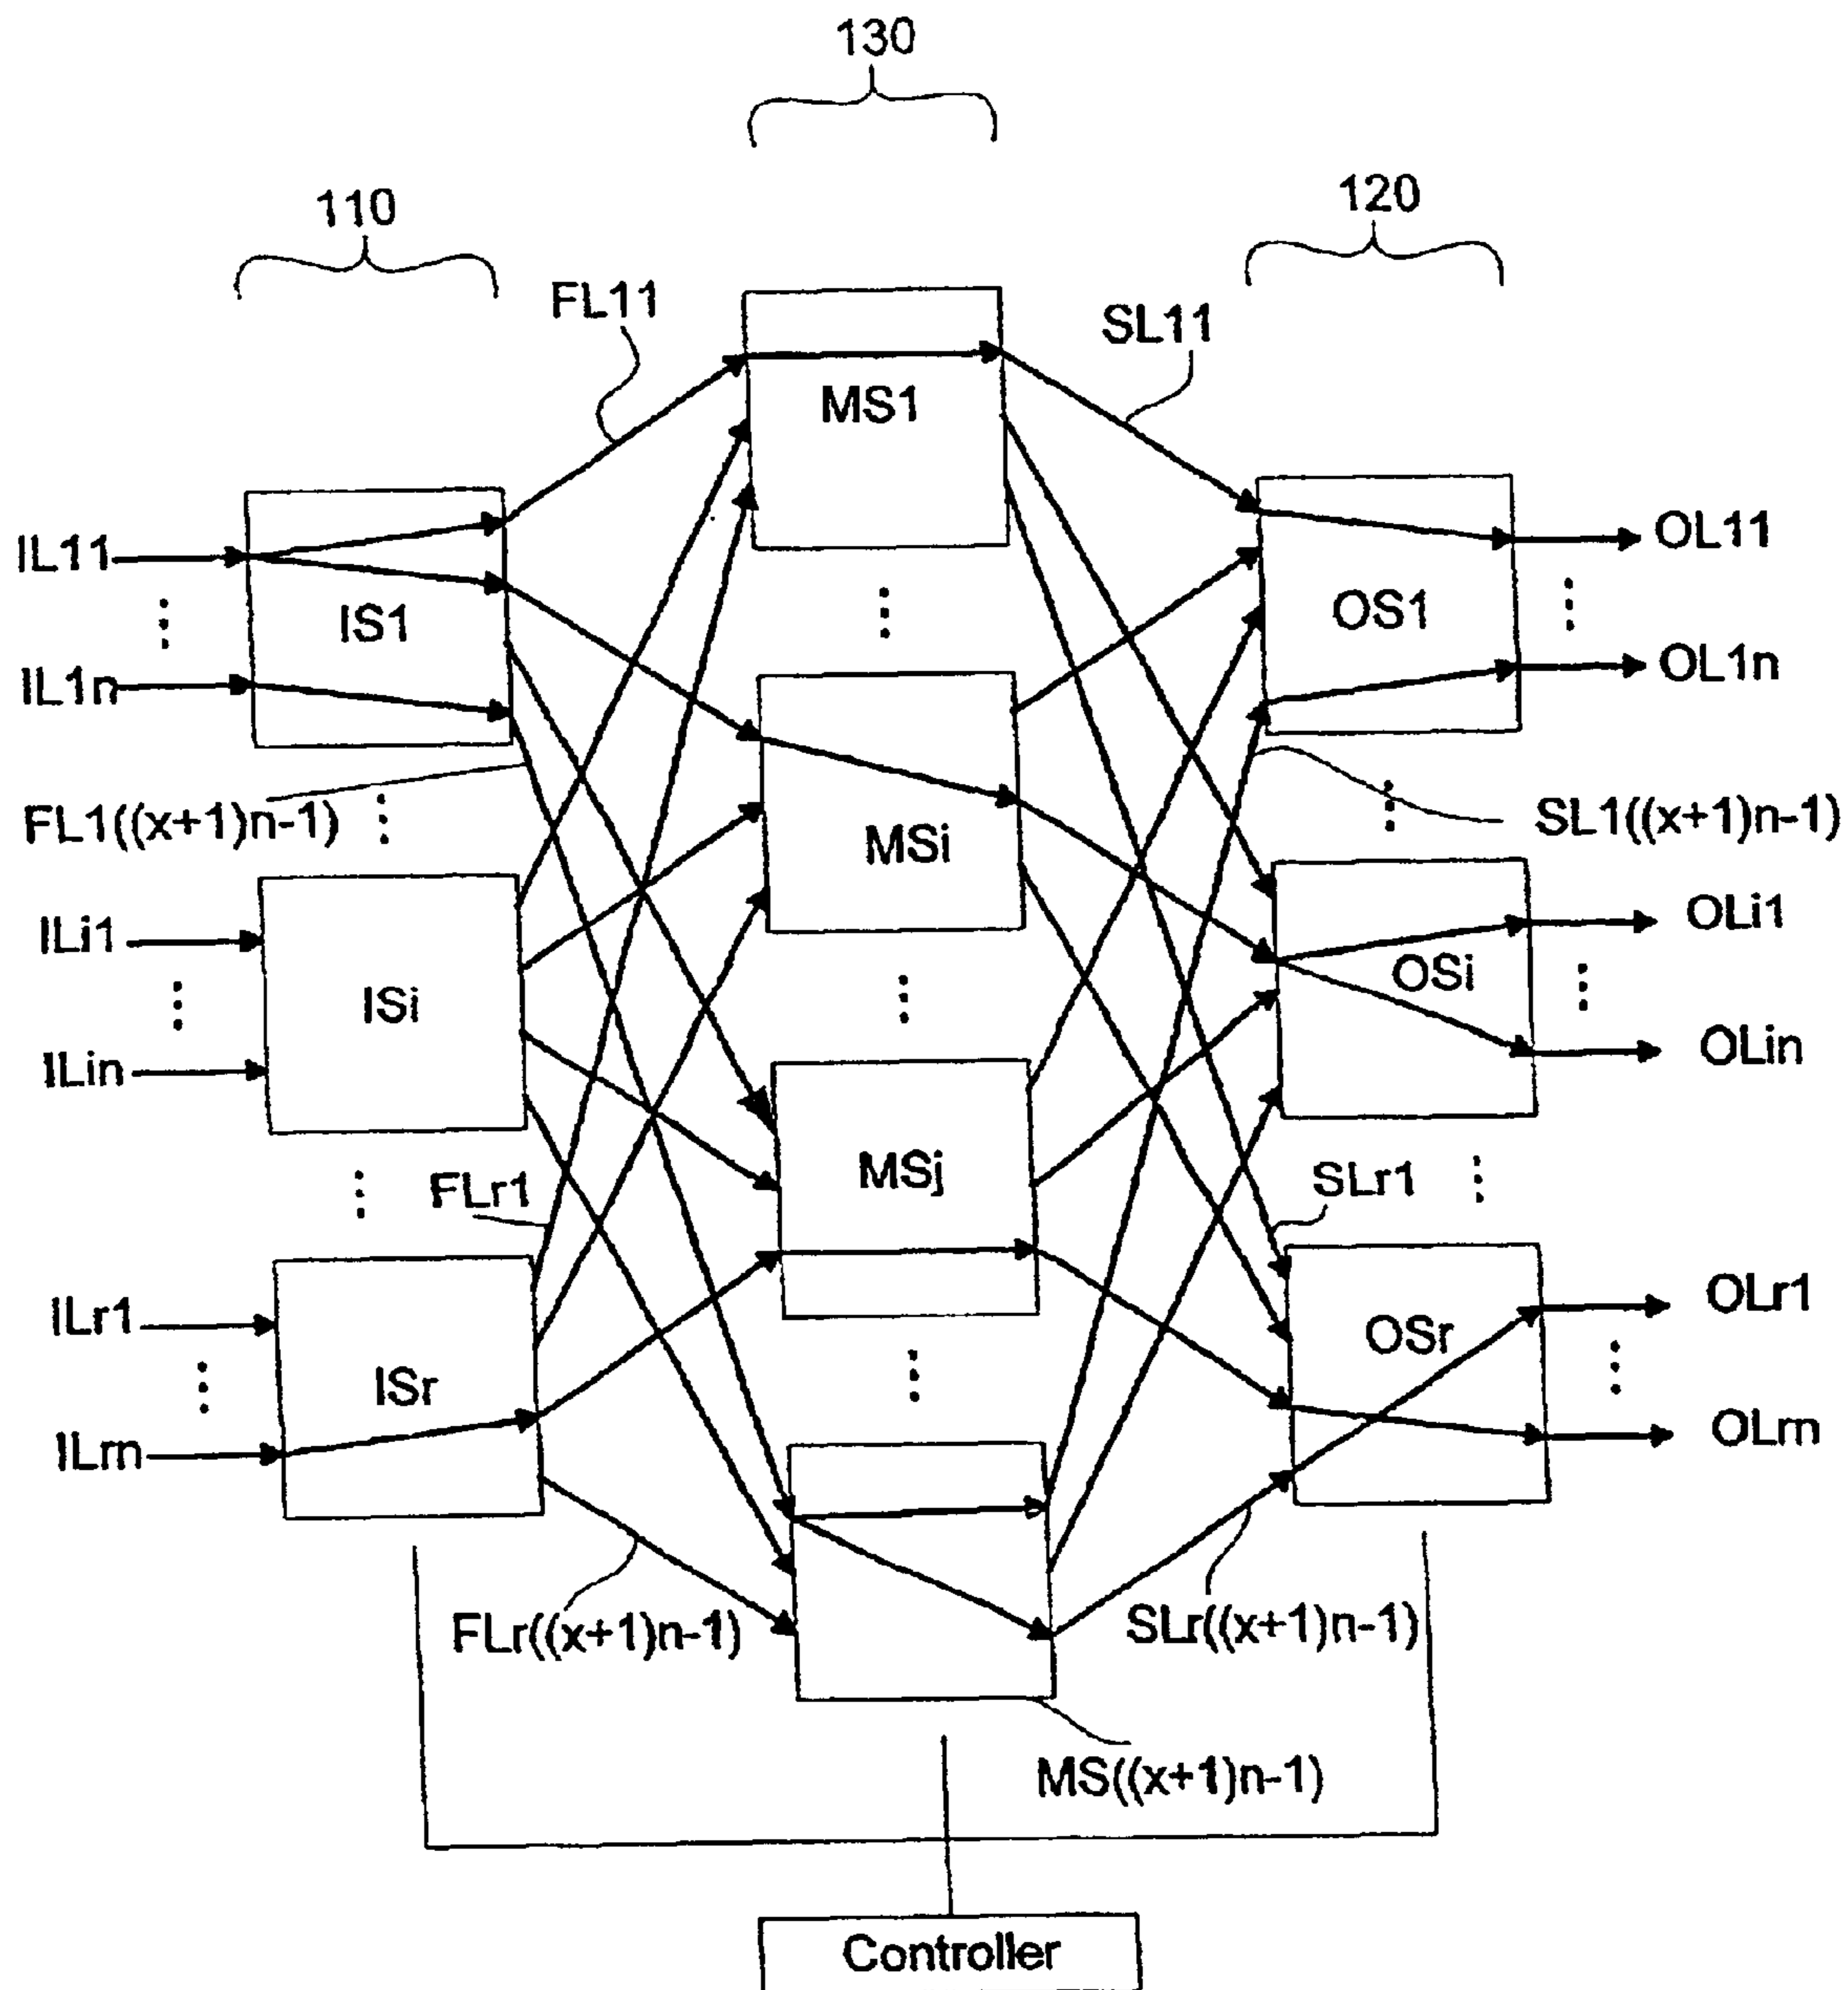 130
110
120
FL11
SL11
MS1
IL11
IS1
OS1
OL11
IL1n
OL1n
FL1((x+1)n-1)
MSi
SL1((x+1)n-1)
ILi1
OLi1
ISi
OSi
ILin
OLin
MSj
FLr1
SLr1
ILr1
OLr1
ISr
OSr
ILrn
OLrn
FLr((x+1)n-1)
SLr((x+1)n-1)
MS((x+1)n-1)
Controller